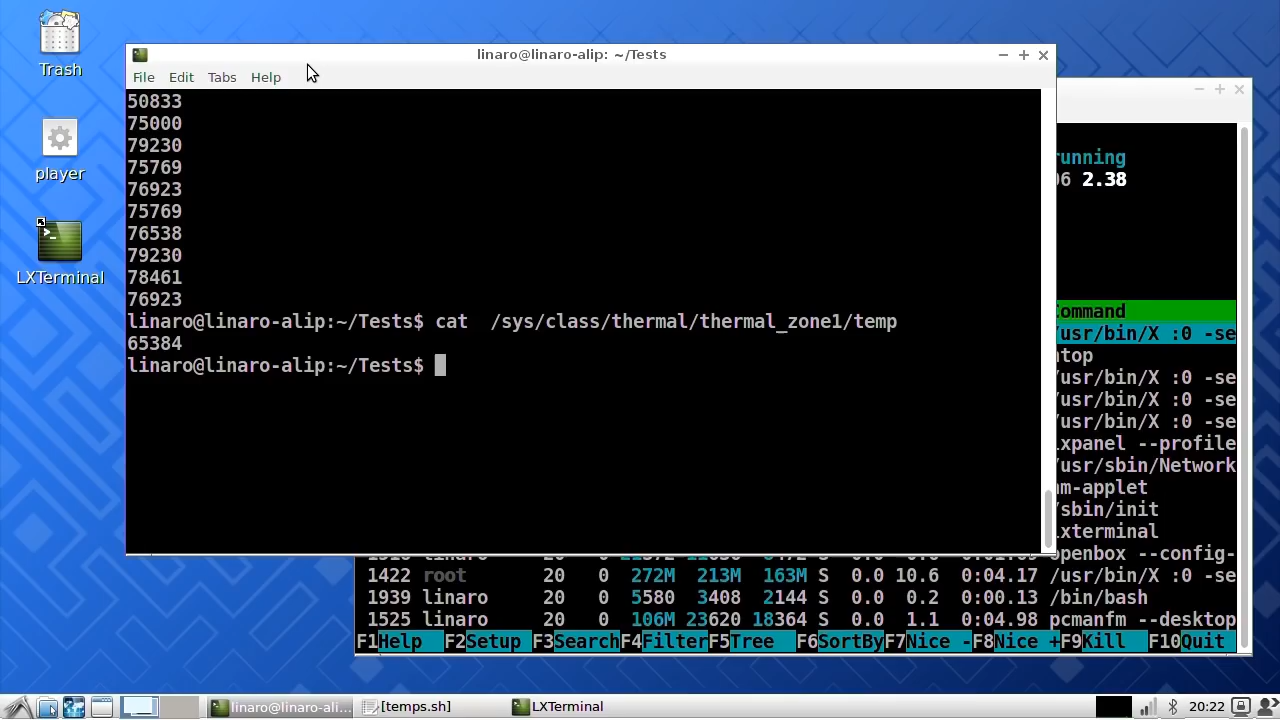 Trash
player
LXTerminal
linaro@linaro-alip: ~/Tests
File Edit Tabs Help
50833
75000
79230
75769
76923
75769
76538
79230
78461
76923
linaro@linaro-alip:~/Tests$ cat  /sys/class/thermal/thermal_zone1/temp
65384
linaro@linaro-alip:~/Tests$
running
06 2.38
Command
/usr/bin/X :0 -se
htop
/usr/bin/X :0 -se
/usr/bin/X :0 -se
/usr/bin/X :0 -se
lxpanel --profile
/usr/sbin/Network
nm-applet
/sbin/init
lxterminal
openbox --config-
1422 root 20 0 272M 213M 163M S 0.0 10.6 0:04.17 /usr/bin/X :0 -se
1939 linaro 20 0 5580 3408 2144 S 0.0 0.2 0:00.13 /bin/bash
1525 linaro 20 0 106M 23620 18364 S 0.0 1.1 0:04.98 pcmanfm --desktop
F1Help F2Setup F3Search F4Filter F5Tree F6SortBy F7Nice - F8Nice + F9Kill F10Quit
linaro@linaro-ali... [temps.sh] LXTerminal 20:22